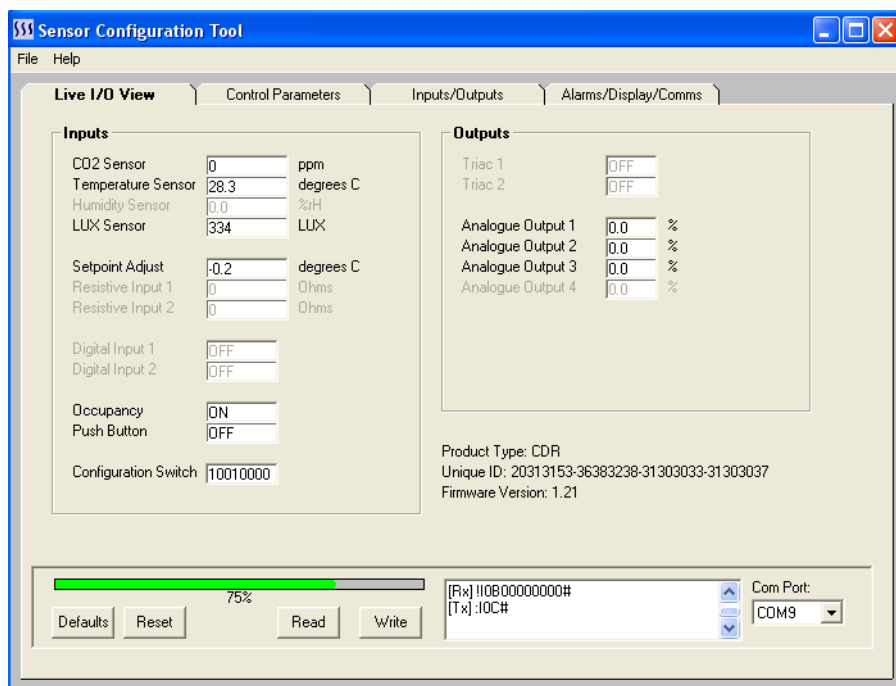 Sensor Configuration Tool
File Help
Live I/O View Control Parameters Inputs/Outputs Alarms/Display/Comms
Inputs
CO2 Sensor 0 ppm
Temperature Sensor 28.3 degrees C
Humidity Sensor 0.0 %rH
LUX Sensor 334 LUX
Setpoint Adjust -0.2 degrees C
Resistive Input 1 0 Ohms
Resistive Input 2 0 Ohms
Digital Input 1 OFF
Digital Input 2 OFF
Occupancy ON
Push Button OFF
Configuration Switch 10010000
Outputs
Triac 1 OFF
Triac 2 OFF
Analogue Output 1 0.0 %
Analogue Output 2 0.0 %
Analogue Output 3 0.0 %
Analogue Output 4 0.0 %
Product Type: CDR
Unique ID: 20313153-36383238-31303033-31303037
Firmware Version: 1.21
75%
Defaults Reset Read Write
[Rx] !I0B00000000#
[Tx] :I0C#
Com Port:
COM9